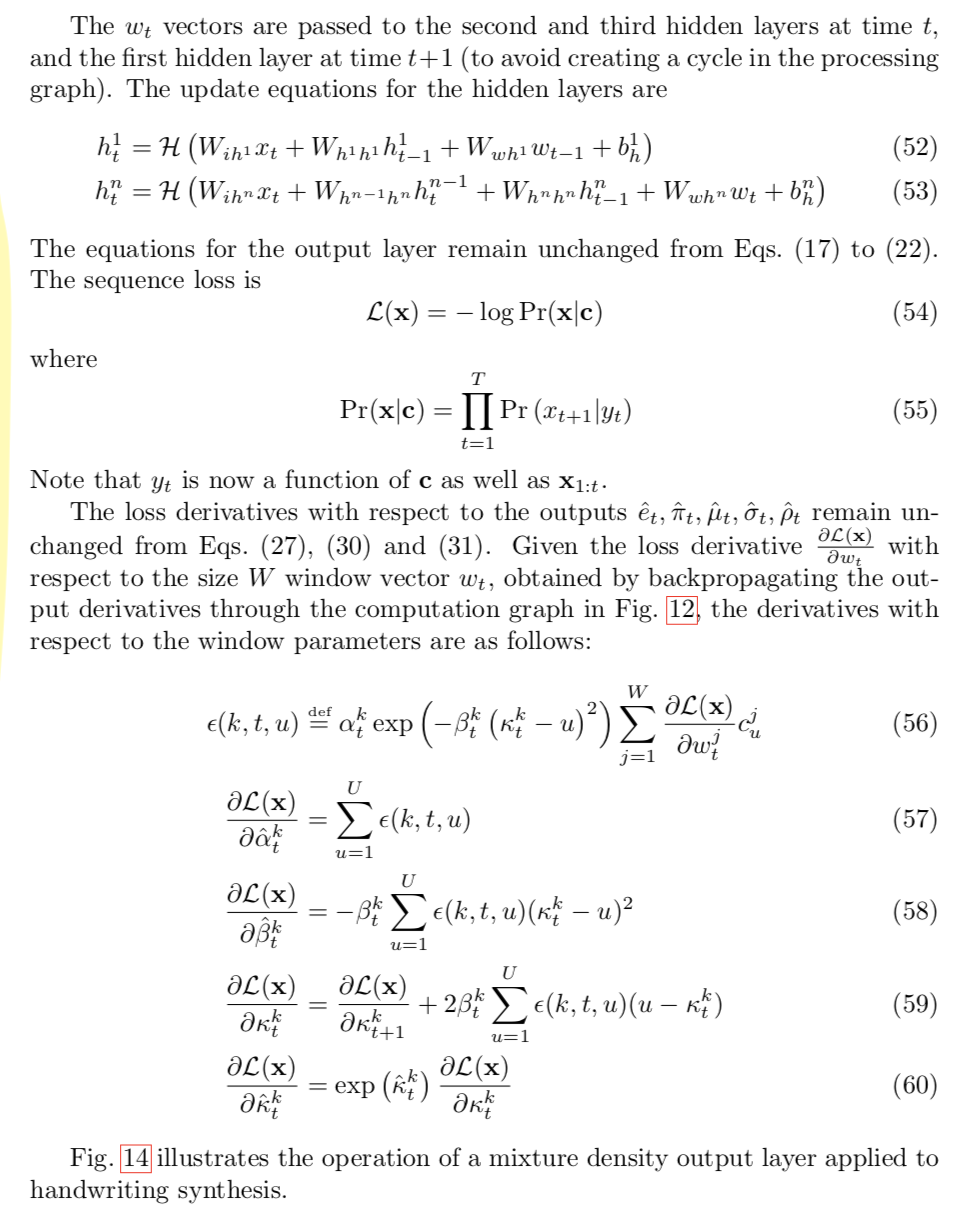 The w_t vectors are passed to the second and third hidden layers at time t,
and the first hidden layer at time t+1 (to avoid creating a cycle in the processing
graph). The update equations for the hidden layers are
h_t^1 = \mathcal{H} (W_{ih^1} x_t + W_{h^1h^1} h_{t-1}^1 + W_{wh^1} w_{t-1} + b_h^1) (52)
h_t^n = \mathcal{H} (W_{ih^n} x_t + W_{h^{n-1}h^n} h_t^{n-1} + W_{h^nh^n} h_{t-1}^n + W_{wh^n} w_t + b_h^n) (53)
The equations for the output layer remain unchanged from Eqs. (17) to (22).
The sequence loss is
\mathcal{L}(\mathbf{x}) = − log Pr(\mathbf{x}|\mathbf{c}) (54)
where
Pr(\mathbf{x}|\mathbf{c}) = \prod_{t=1}^{T} Pr (x_{t+1}|y_t) (55)
Note that y_t is now a function of \mathbf{c} as well as \mathbf{x}_{1:t}.
The loss derivatives with respect to the outputs \hat{e}_t, \hat{\pi}_t, \hat{\mu}_t, \hat{\sigma}_t, \hat{\rho}_t remain un-
changed from Eqs. (27), (30) and (31). Given the loss derivative \frac{\partial \mathcal{L}(\mathbf{x})}{\partial w_t} with
respect to the size W window vector w_t, obtained by backpropagating the out-
put derivatives through the computation graph in Fig. 12, the derivatives with
respect to the window parameters are as follows:
\epsilon(k, t, u) \stackrel{def}{=} \alpha_t^k exp (−\beta_t^k (\kappa_t^k − u)^2) \sum_{j=1}^{W} \frac{\partial \mathcal{L}(\mathbf{x})}{\partial w_t^j} c_u^j (56)
\frac{\partial \mathcal{L}(\mathbf{x})}{\partial \hat{\alpha}_t^k} = \sum_{u=1}^{U} \epsilon(k, t, u) (57)
\frac{\partial \mathcal{L}(\mathbf{x})}{\partial \hat{\beta}_t^k} = −\beta_t^k \sum_{u=1}^{U} \epsilon(k, t, u)(\kappa_t^k − u)^2 (58)
\frac{\partial \mathcal{L}(\mathbf{x})}{\partial \kappa_t^k} = \frac{\partial \mathcal{L}(\mathbf{x})}{\partial \kappa_{t+1}^k} + 2\beta_t^k \sum_{u=1}^{U} \epsilon(k, t, u)(u − \kappa_t^k) (59)
\frac{\partial \mathcal{L}(\mathbf{x})}{\partial \hat{\kappa}_t^k} = exp (\hat{\kappa}_t^k) \frac{\partial \mathcal{L}(\mathbf{x})}{\partial \kappa_t^k} (60)
Fig. 14 illustrates the operation of a mixture density output layer applied to
handwriting synthesis.